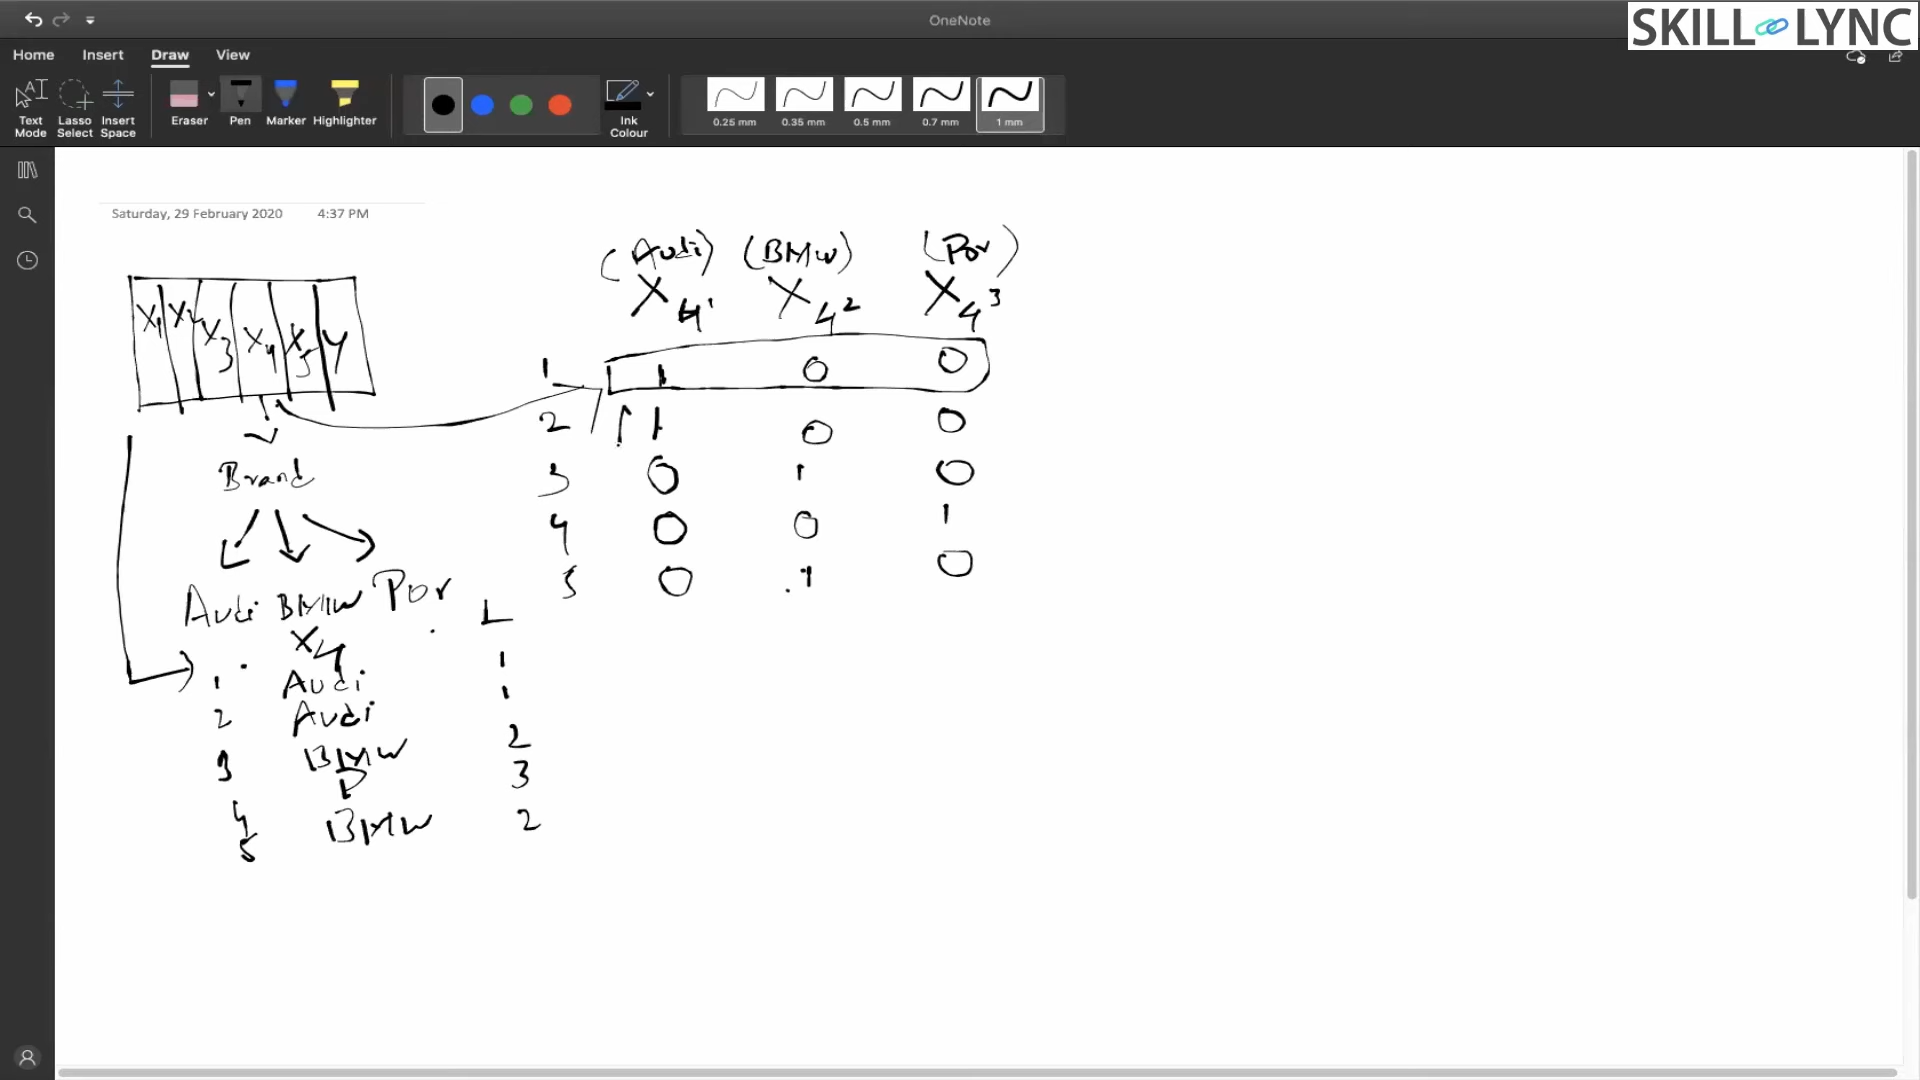 OneNote
SKILL LYNC
Home Insert Draw View
Text Mode Lasso Select Insert Space Eraser Pen Marker Highlighter Ink Colour 0.25 mm 0.35 mm 0.5 mm 0.7 mm 1 mm
Saturday, 29 February 2020 4:37 PM
(Audi) (BMW) (Por)
X4¹ X4² X4³
X1 X2 X3 X4 X5 Y
1 1 0 0
2 1 0 0
3 0 1 0
4 0 0 1
5 0 1 0
Brand
Audi BMW Por
X4 L
1 Audi 1
2 Audi 1
3 BMW 2
4 P 3
5 BMW 2